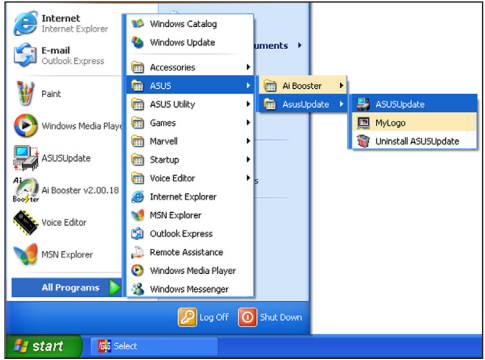 Internet
Internet Explorer
E-mail
Outlook Express
Paint
Windows Media Playe
ASUSUpdate
Ai Booster v2.00.18
Voice Editor
MSN Explorer
All Programs
Windows Catalog
Windows Update
Accessories
ASUS
ASUS Utility
Games
Marvell
Startup
Voice Editor
Internet Explorer
MSN Explorer
Outlook Express
Remote Assistance
Windows Media Player
Windows Messenger
uments
s
Ai Booster
AsusUpdate
ASUSUpdate
MyLogo
Uninstall ASUSUpdate
Log Off
Shut Down
start
Select